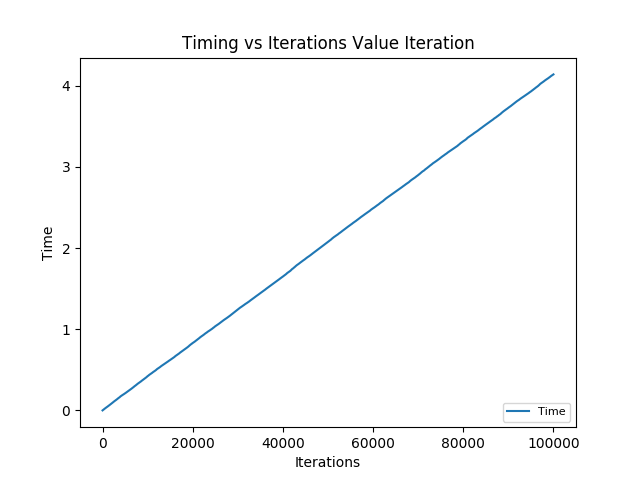 Timing vs Iterations Value Iteration
Time
4
3
2
1
0
0 20000 40000 60000 80000 100000
Iterations
Time